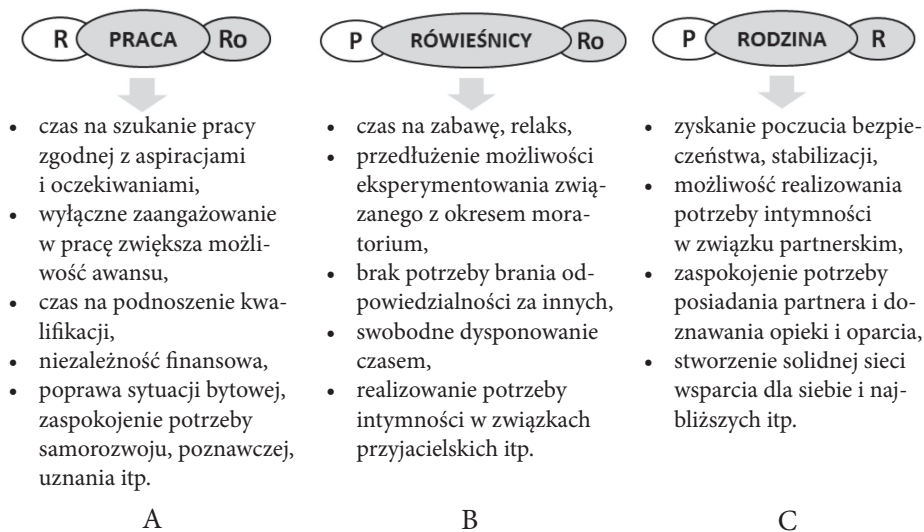 R PRACA Ro
• czas na szukanie pracy
zgodnej z aspiracjami
i oczekiwaniami,
• wyłączne zaangażowanie
w pracę zwiększa możli-
wość awansu,
• czas na podnoszenie kwa-
lifikacji,
• niezależność finansowa,
• poprawa sytuacji bytowej,
zaspokojenie potrzeby
samorozwoju, poznawczej,
uznania itp.
A
P RÓWIEŚNICY Ro
• czas na zabawę, relaks,
• przedłużenie możliwości
eksperymentowania zwią-
zanego z okresem mora-
torium,
• brak potrzeby brania od-
powiedzialności za innych,
• swobodne dysponowanie
czasem,
• realizowanie potrzeby
intymności w związkach
przyjacielskich itp.
B
P RODZINA R
• zyskanie poczucia bezpie-
czeństwa, stabilizacji,
• możliwość realizowania
potrzeby intymności
w związku partnerskim,
• zaspokojenie potrzeby
posiadania partnera i do-
znawania opieki i oparcia,
• stworzenie solidnej sieci
wsparcia dla siebie i naj-
bliższych itp.
C